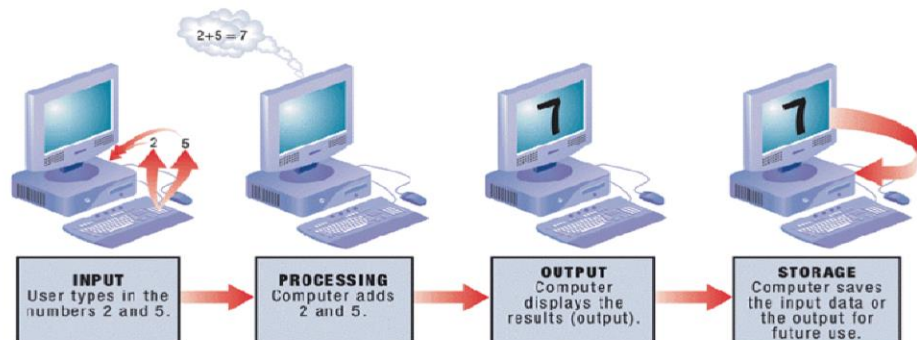 2+5=7
2 5
7
7
INPUT
User types in the
numbers 2 and 5.
PROCESSING
Computer adds
2 and 5.
OUTPUT
Computer
displays the
results (output).
STORAGE
Computer saves
the input data or
the output for
future use.